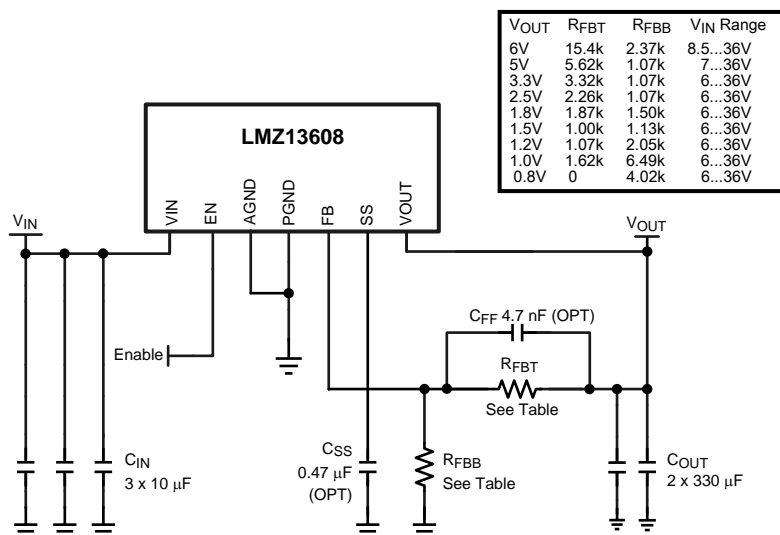 VOUT RFBT RFBB VIN Range
6V 15.4k 2.37k 8.5...36V
5V 5.62k 1.07k 7...36V
3.3V 3.32k 1.07k 6...36V
2.5V 2.26k 1.07k 6...36V
1.8V 1.87k 1.50k 6...36V
1.5V 1.00k 1.13k 6...36V
1.2V 1.07k 2.05k 6...36V
1.0V 1.62k 6.49k 6...36V
0.8V 0 4.02k 6...36V
LMZ13608
VIN
EN
AGND
PGND
FB
SS
VOUT
VIN
VOUT
Enable
CFF 4.7 nF (OPT)
RFBT
See Table
CIN
3 x 10 μF
CSS
0.47 μF
(OPT)
RFBB
See Table
COUT
2 x 330 μF